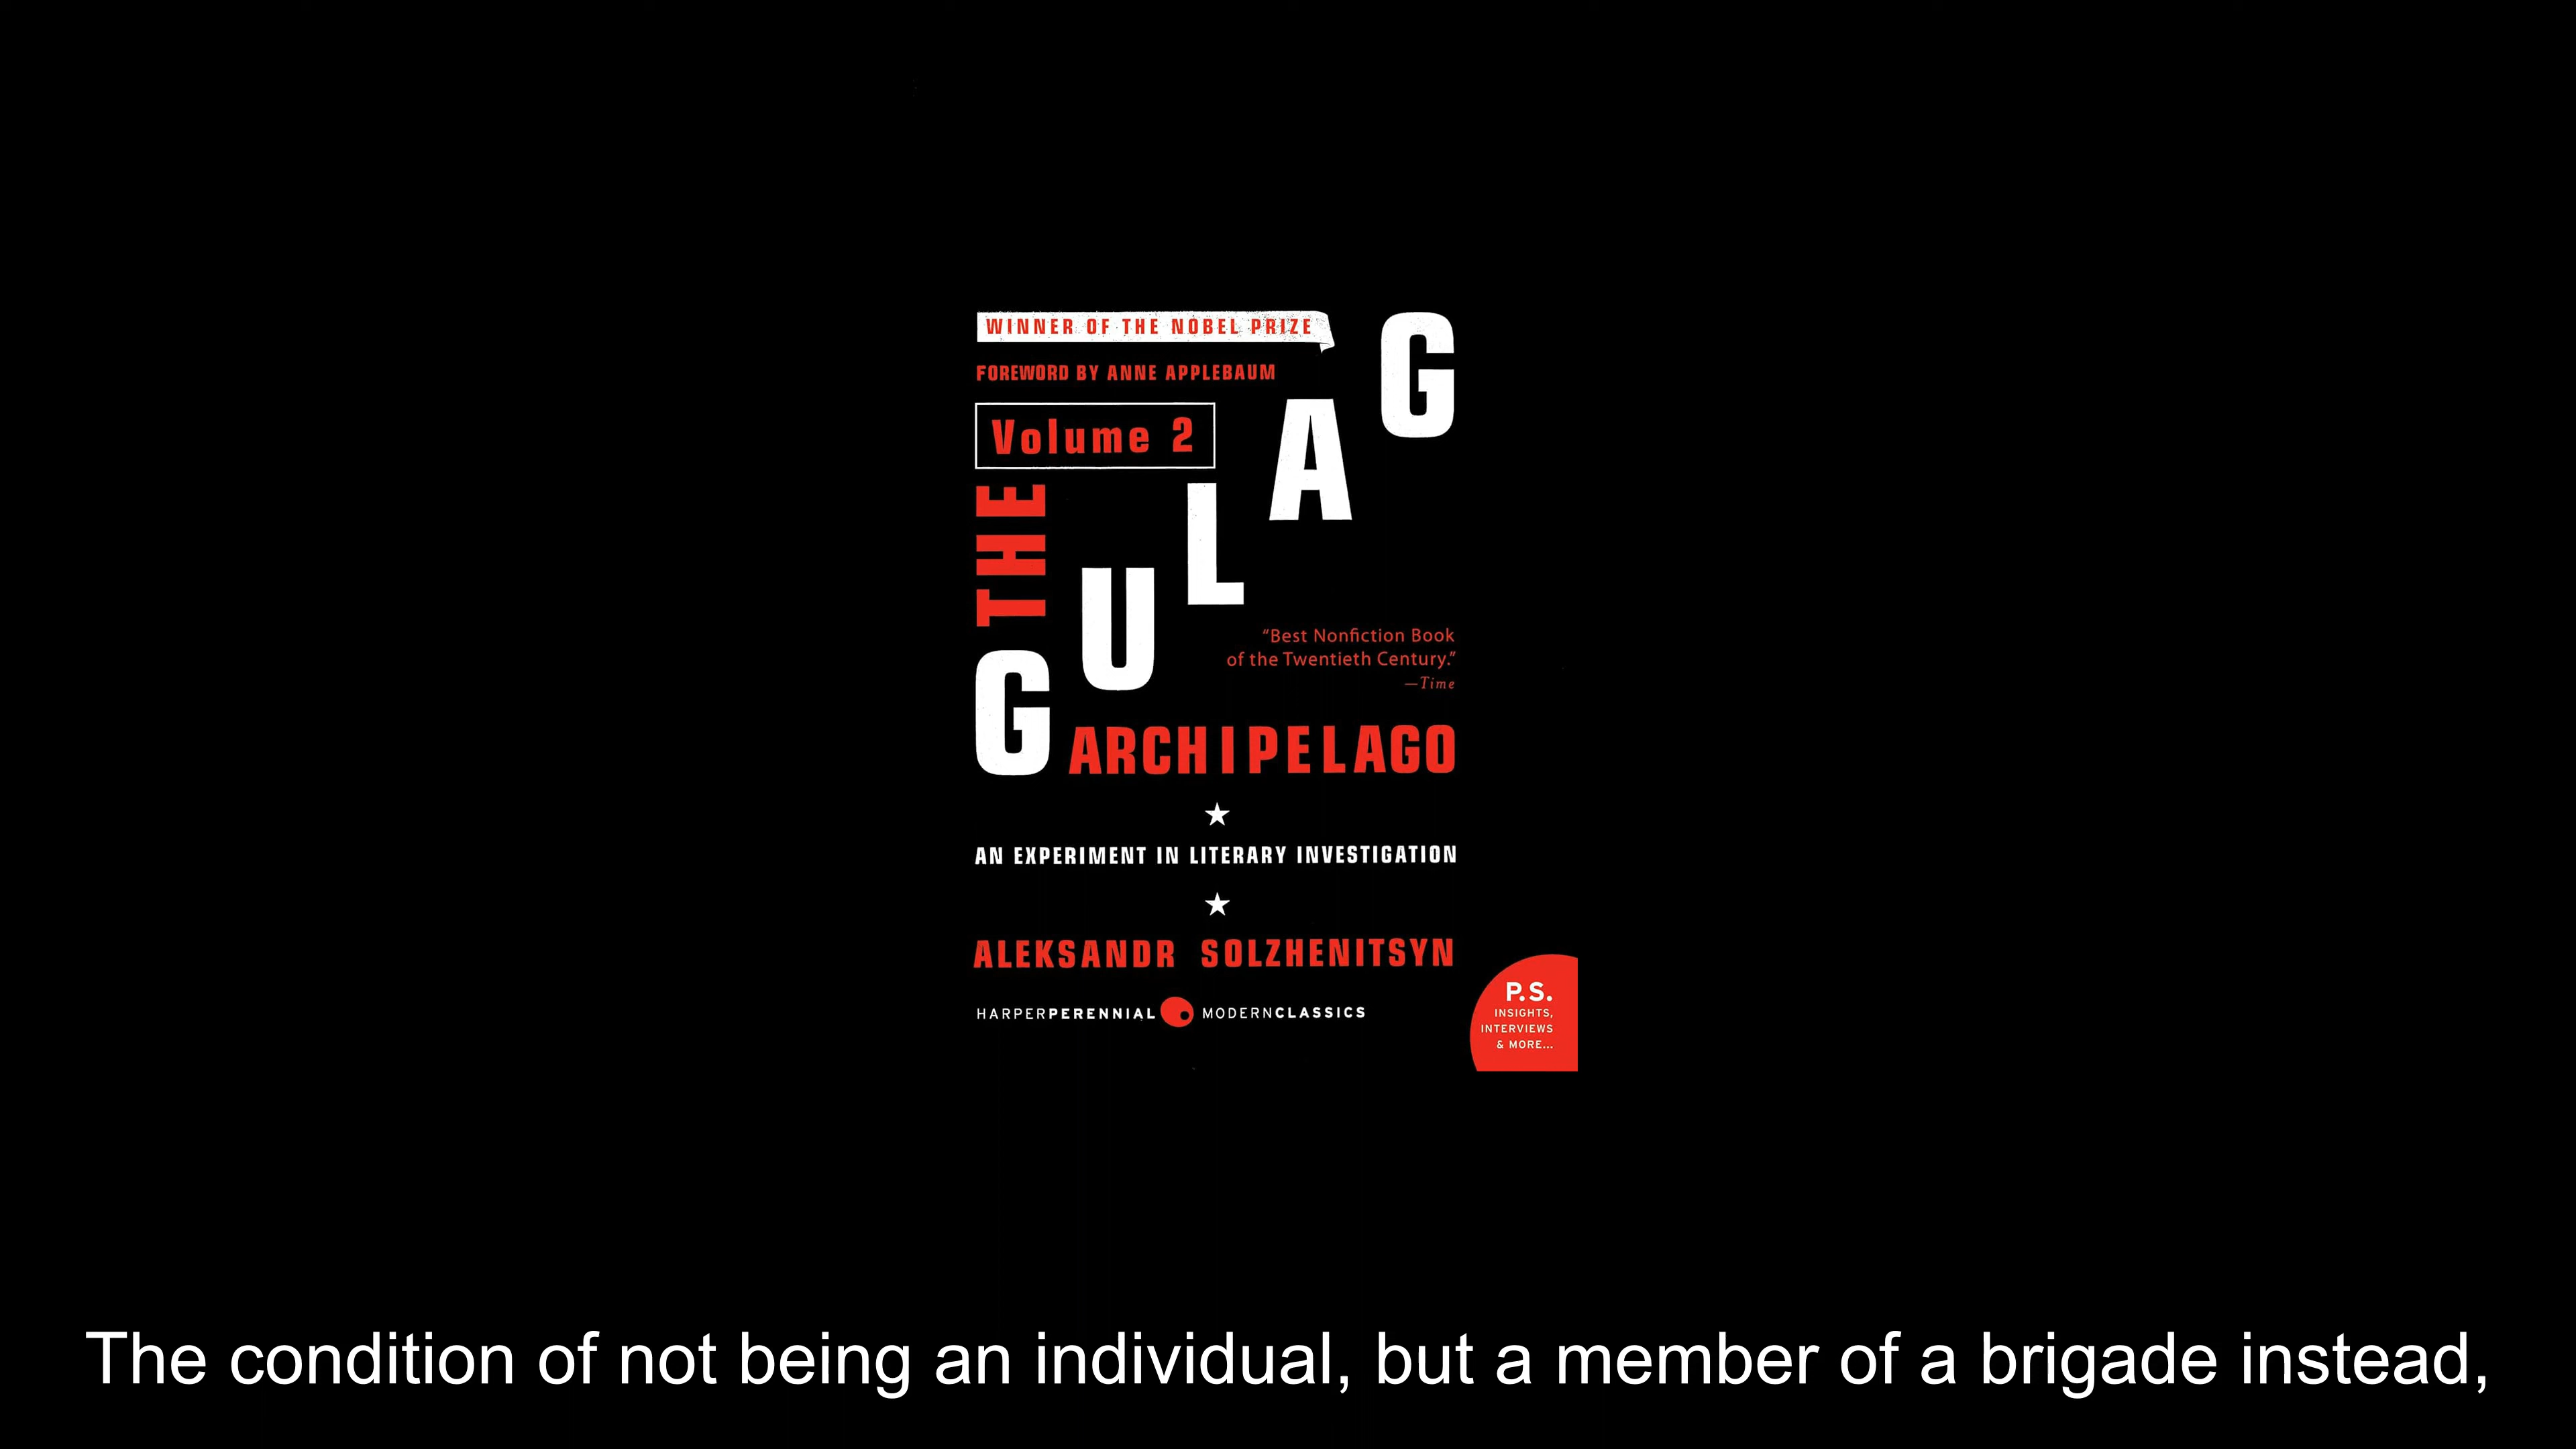 WINNER OF THE NOBEL PRIZE
FOREWORD BY ANNE APPLEBAUM
Volume 2
THE
GULAG
"Best Nonfiction Book
of the Twentieth Century."
—Time
ARCHIPELAGO
★
AN EXPERIMENT IN LITERARY INVESTIGATION
★
ALEKSANDR SOLZHENITSYN
HARPERPERENNIAL MODERNCLASSICS
P.S.
INSIGHTS,
INTERVIEWS
& MORE...
The condition of not being an individual, but a member of a brigade instead,